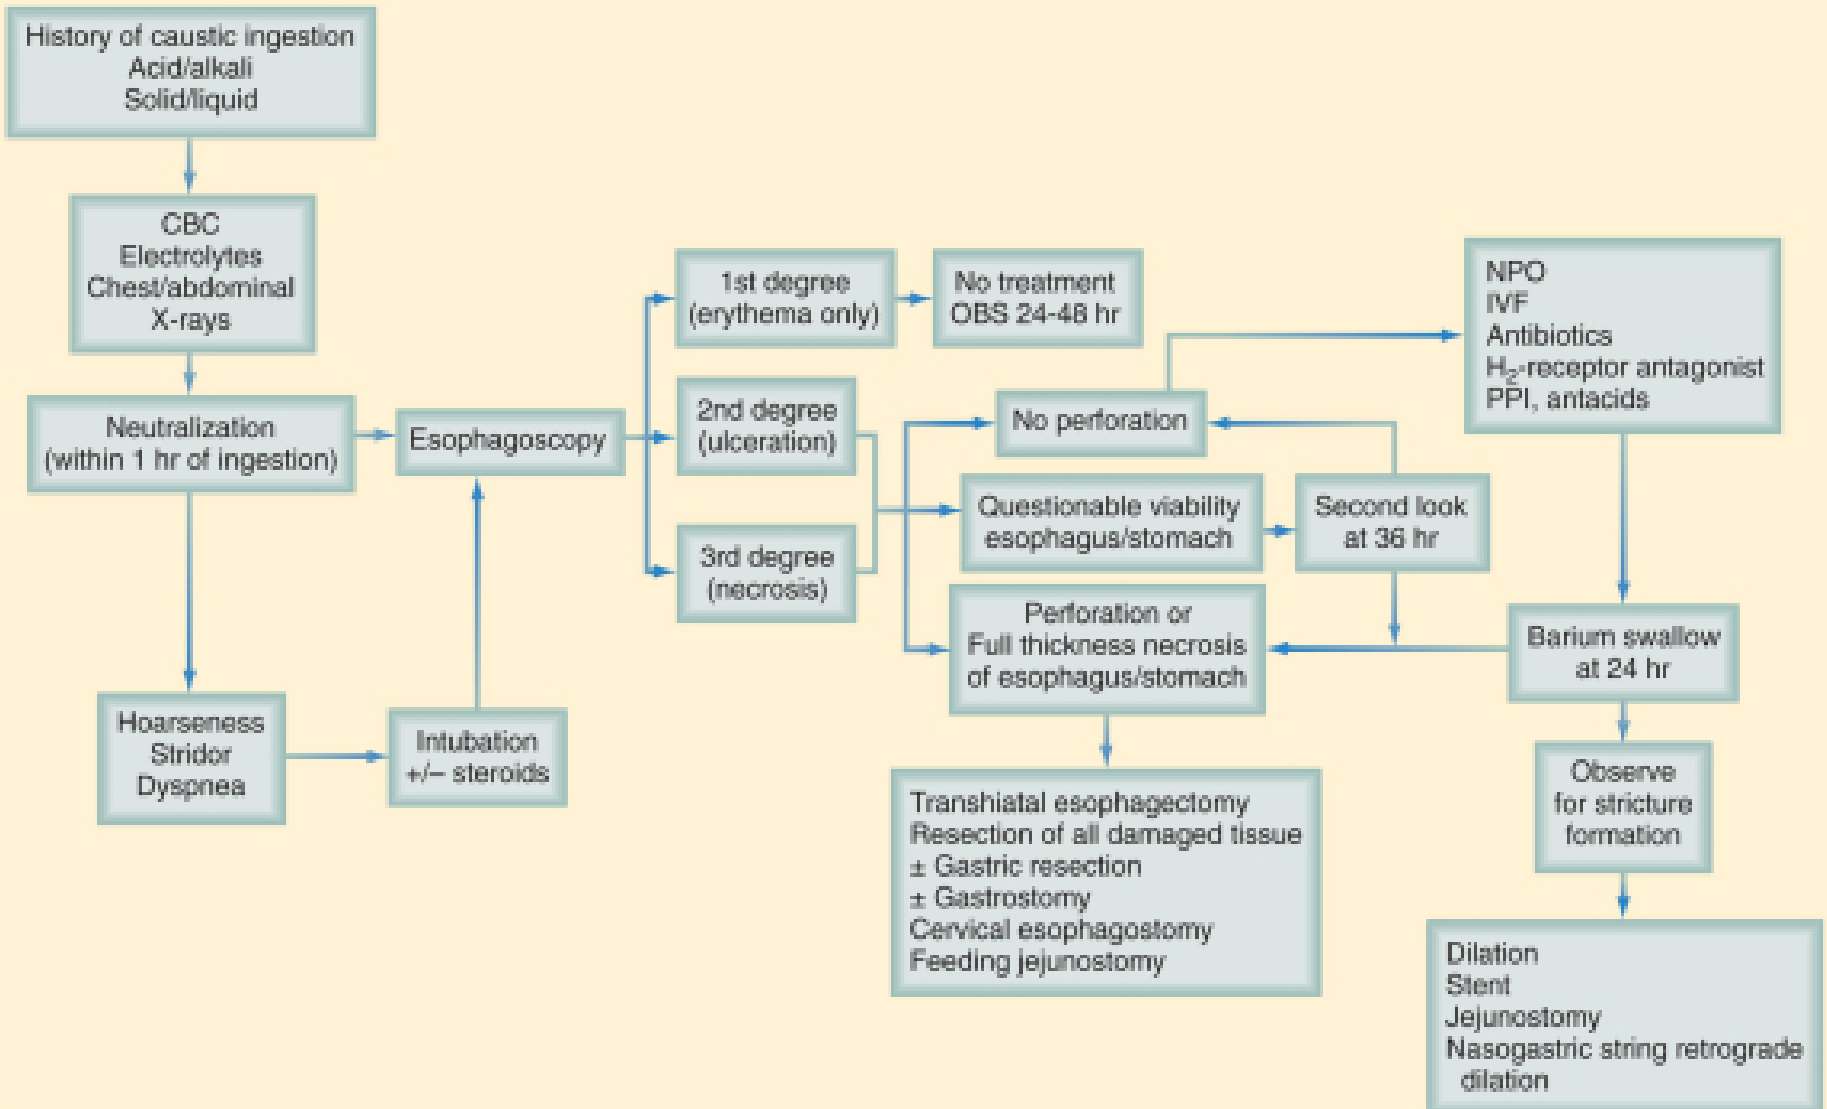 History of caustic ingestion
Acid/alkali
Solid/liquid
CBC
Electrolytes
Chest/abdominal
X-rays
Neutralization
(within 1 hr of ingestion)
Hoarseness
Stridor
Dyspnea
Intubation
+/– steroids
Esophagoscopy
1st degree
(erythema only)
No treatment
OBS 24-48 hr
2nd degree
(ulceration)
3rd degree
(necrosis)
No perforation
Questionable viability
esophagus/stomach
Second look
at 36 hr
Perforation or
Full thickness necrosis
of esophagus/stomach
Transhiatal esophagectomy
Resection of all damaged tissue
± Gastric resection
± Gastrostomy
Cervical esophagostomy
Feeding jejunostomy
NPO
IVF
Antibiotics
H₂-receptor antagonist
PPI, antacids
Barium swallow
at 24 hr
Observe
for stricture
formation
Dilation
Stent
Jejunostomy
Nasogastric string retrograde
dilation